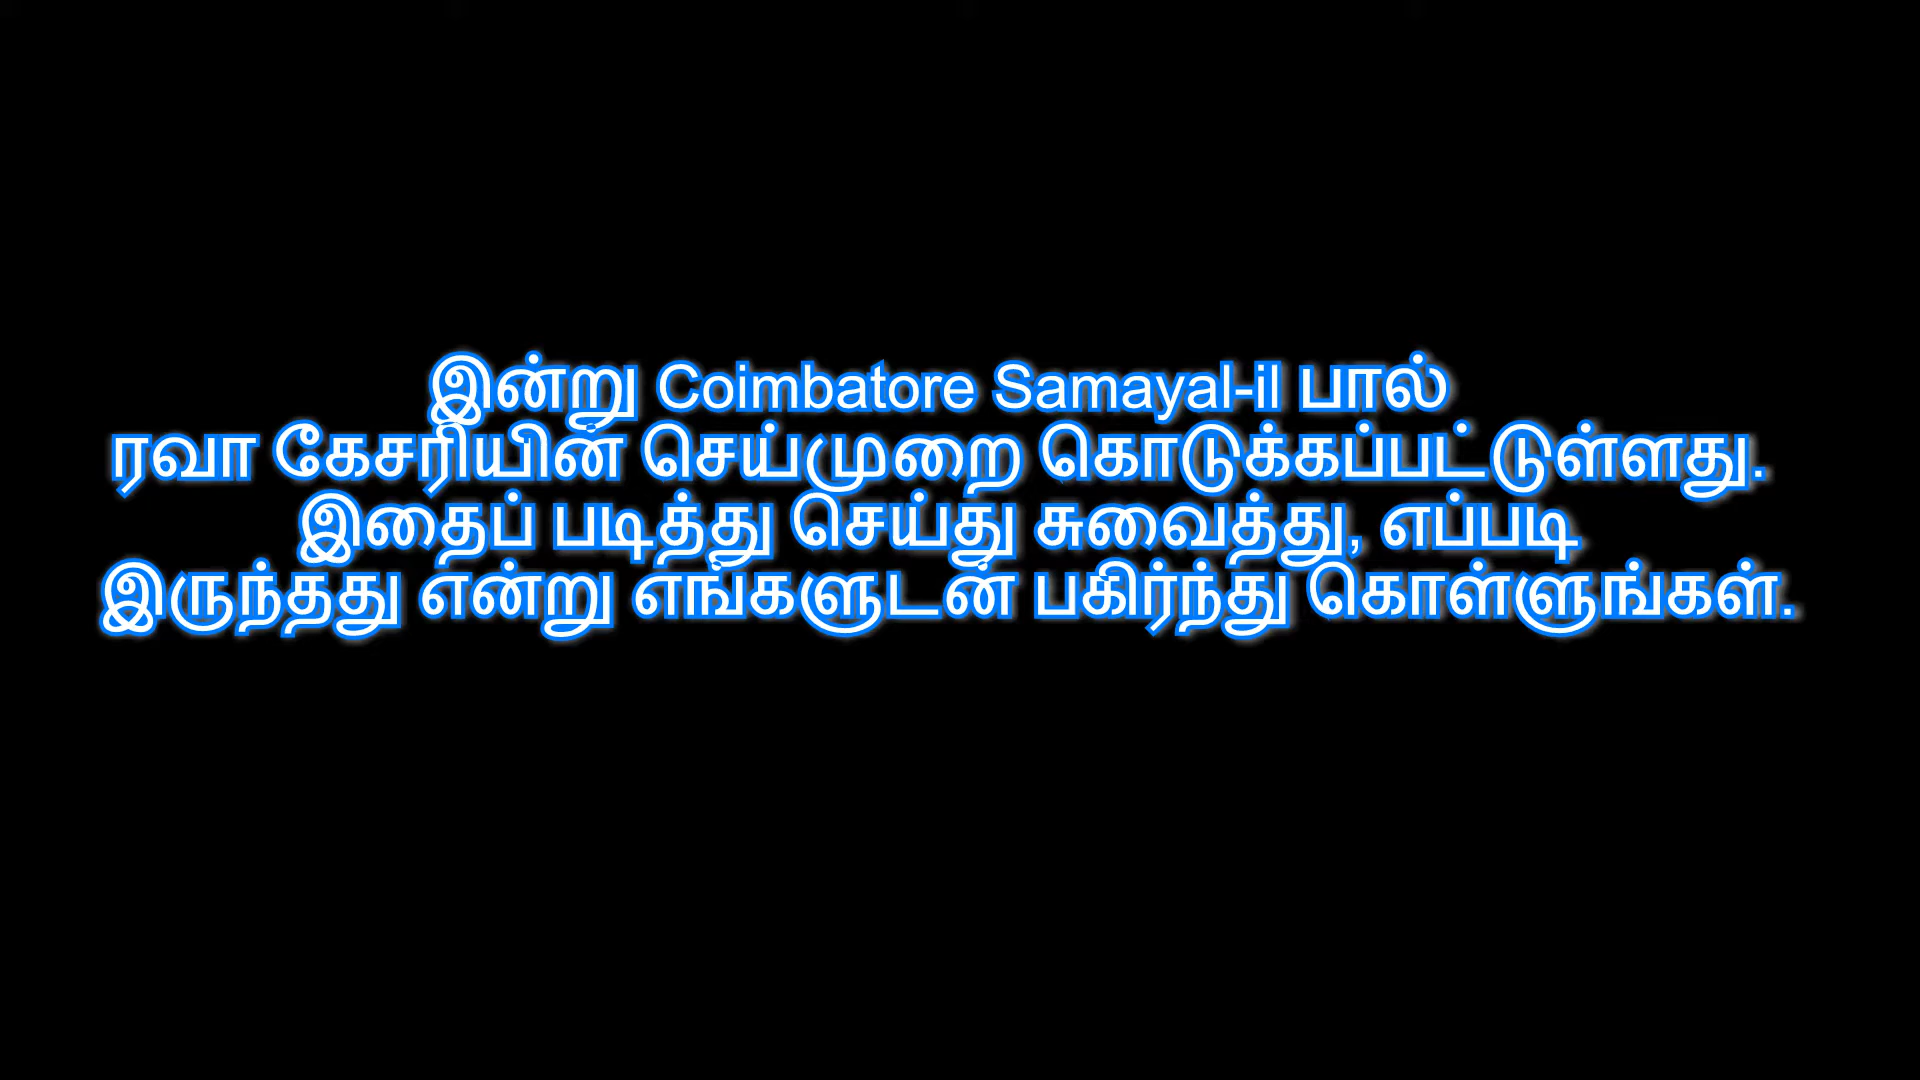 இன்று Coimbatore Samayal-il பால்
ரவா கேசரியின் செய்முறை கொடுக்கப்பட்டுள்ளது.
இதைப் படித்து செய்து சுவைத்து, எப்படி
இருந்தது என்று எங்களுடன் பகிர்ந்து கொள்ளுங்கள்.